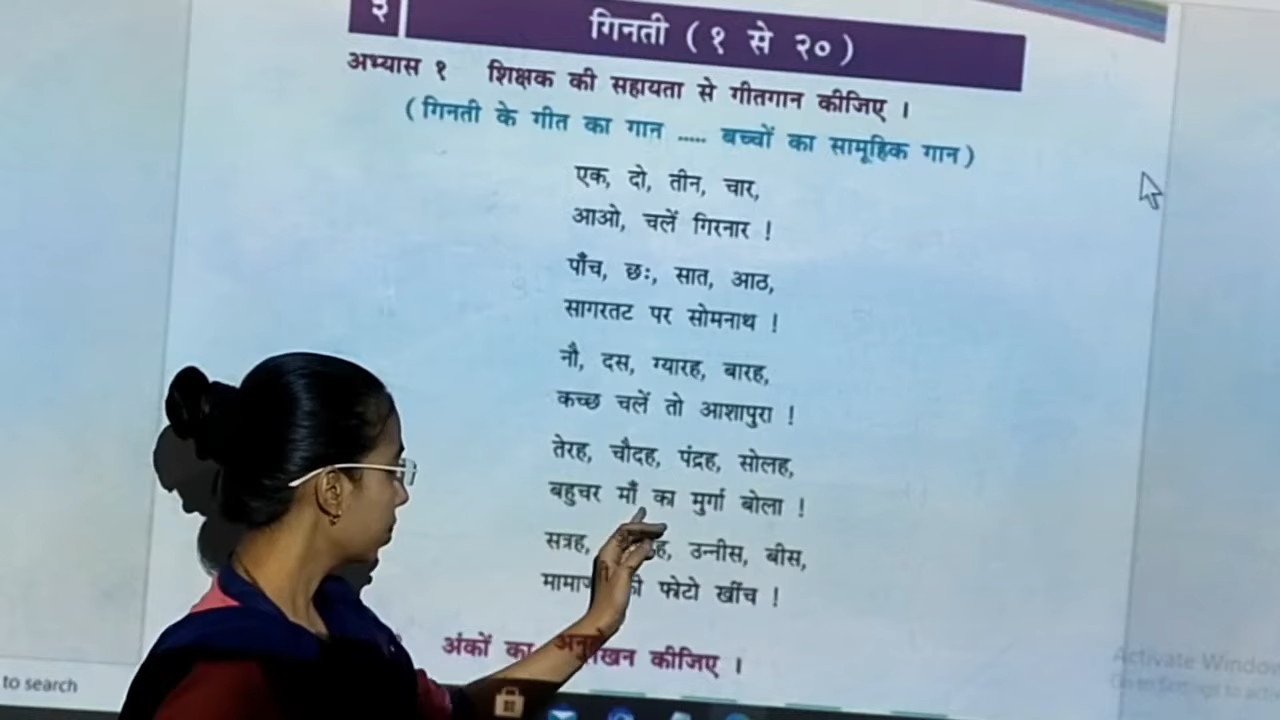 ३ गिनती ( १ से २० )
अभ्यास १ शिक्षक की सहायता से गीतगान कीजिए ।
( गिनती के गीत का गान ..... बच्चों का सामूहिक गान )
एक, दो, तीन, चार,
आओ, चलें गिरनार !
पाँच, छः, सात, आठ,
सागरतट पर सोमनाथ !
नौ, दस, ग्यारह, बारह,
कच्छ चलें तो आशापुरा !
तेरह, चौदह, पंद्रह, सोलह,
बहुचर माँ का मुर्गा बोला !
सत्रह, उन्नीस, बीस,
फोटो खींच !
अंकों का कीजिए ।
Activate Windows
to search